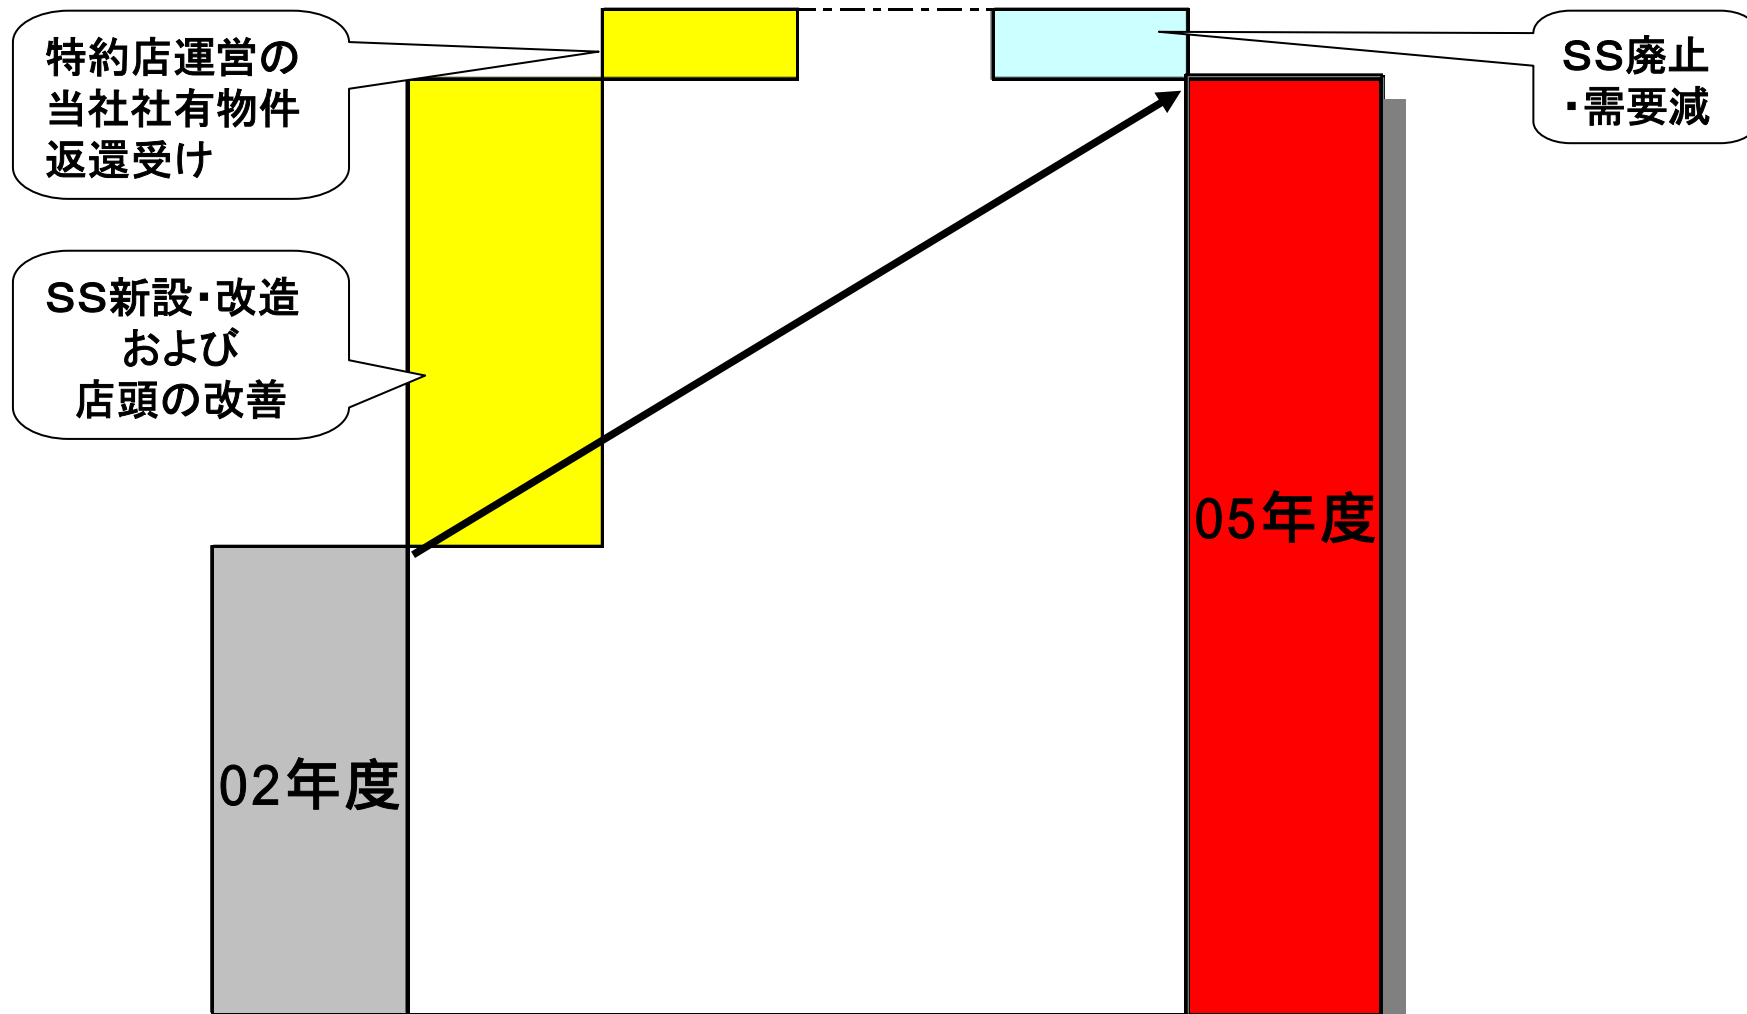 特約店運営の
当社社有物件
返還受け
SS廃止
・需要減
SS新設・改造
および
店頭の改善
05年度
02年度